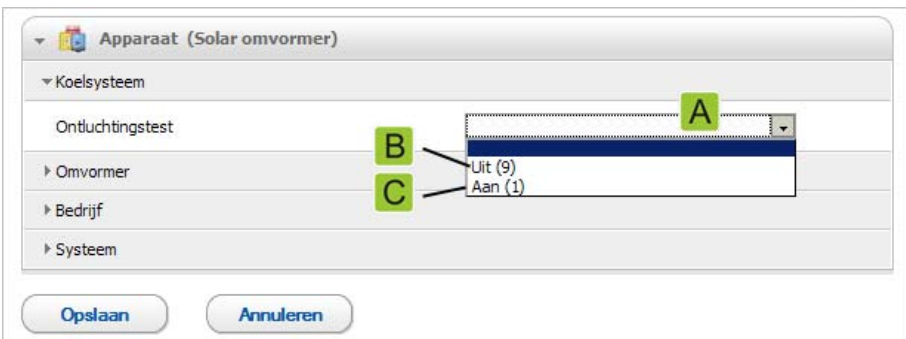 Apparaat (Solar omvormer)
Koelsysteem
Ontluchtingstest
A
B
Uit (9)
C
Aan (1)
Omvormer
Bedrijf
Systeem
Opslaan
Annuleren